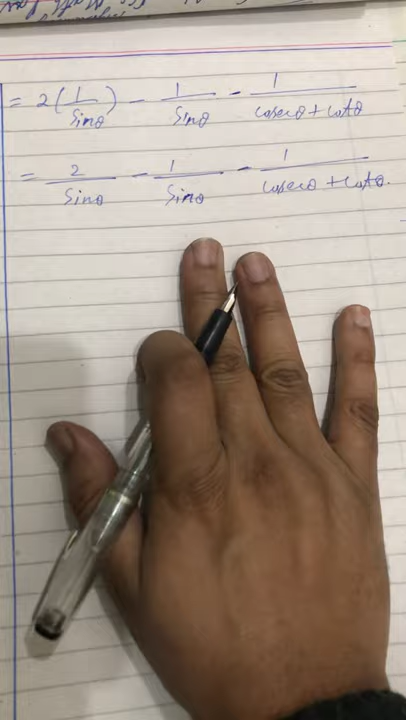 = 2(1/sinθ) - 1/sinθ - 1/(cosecθ + cotθ)
= 2/sinθ - 1/sinθ - 1/(cosecθ + cotθ).